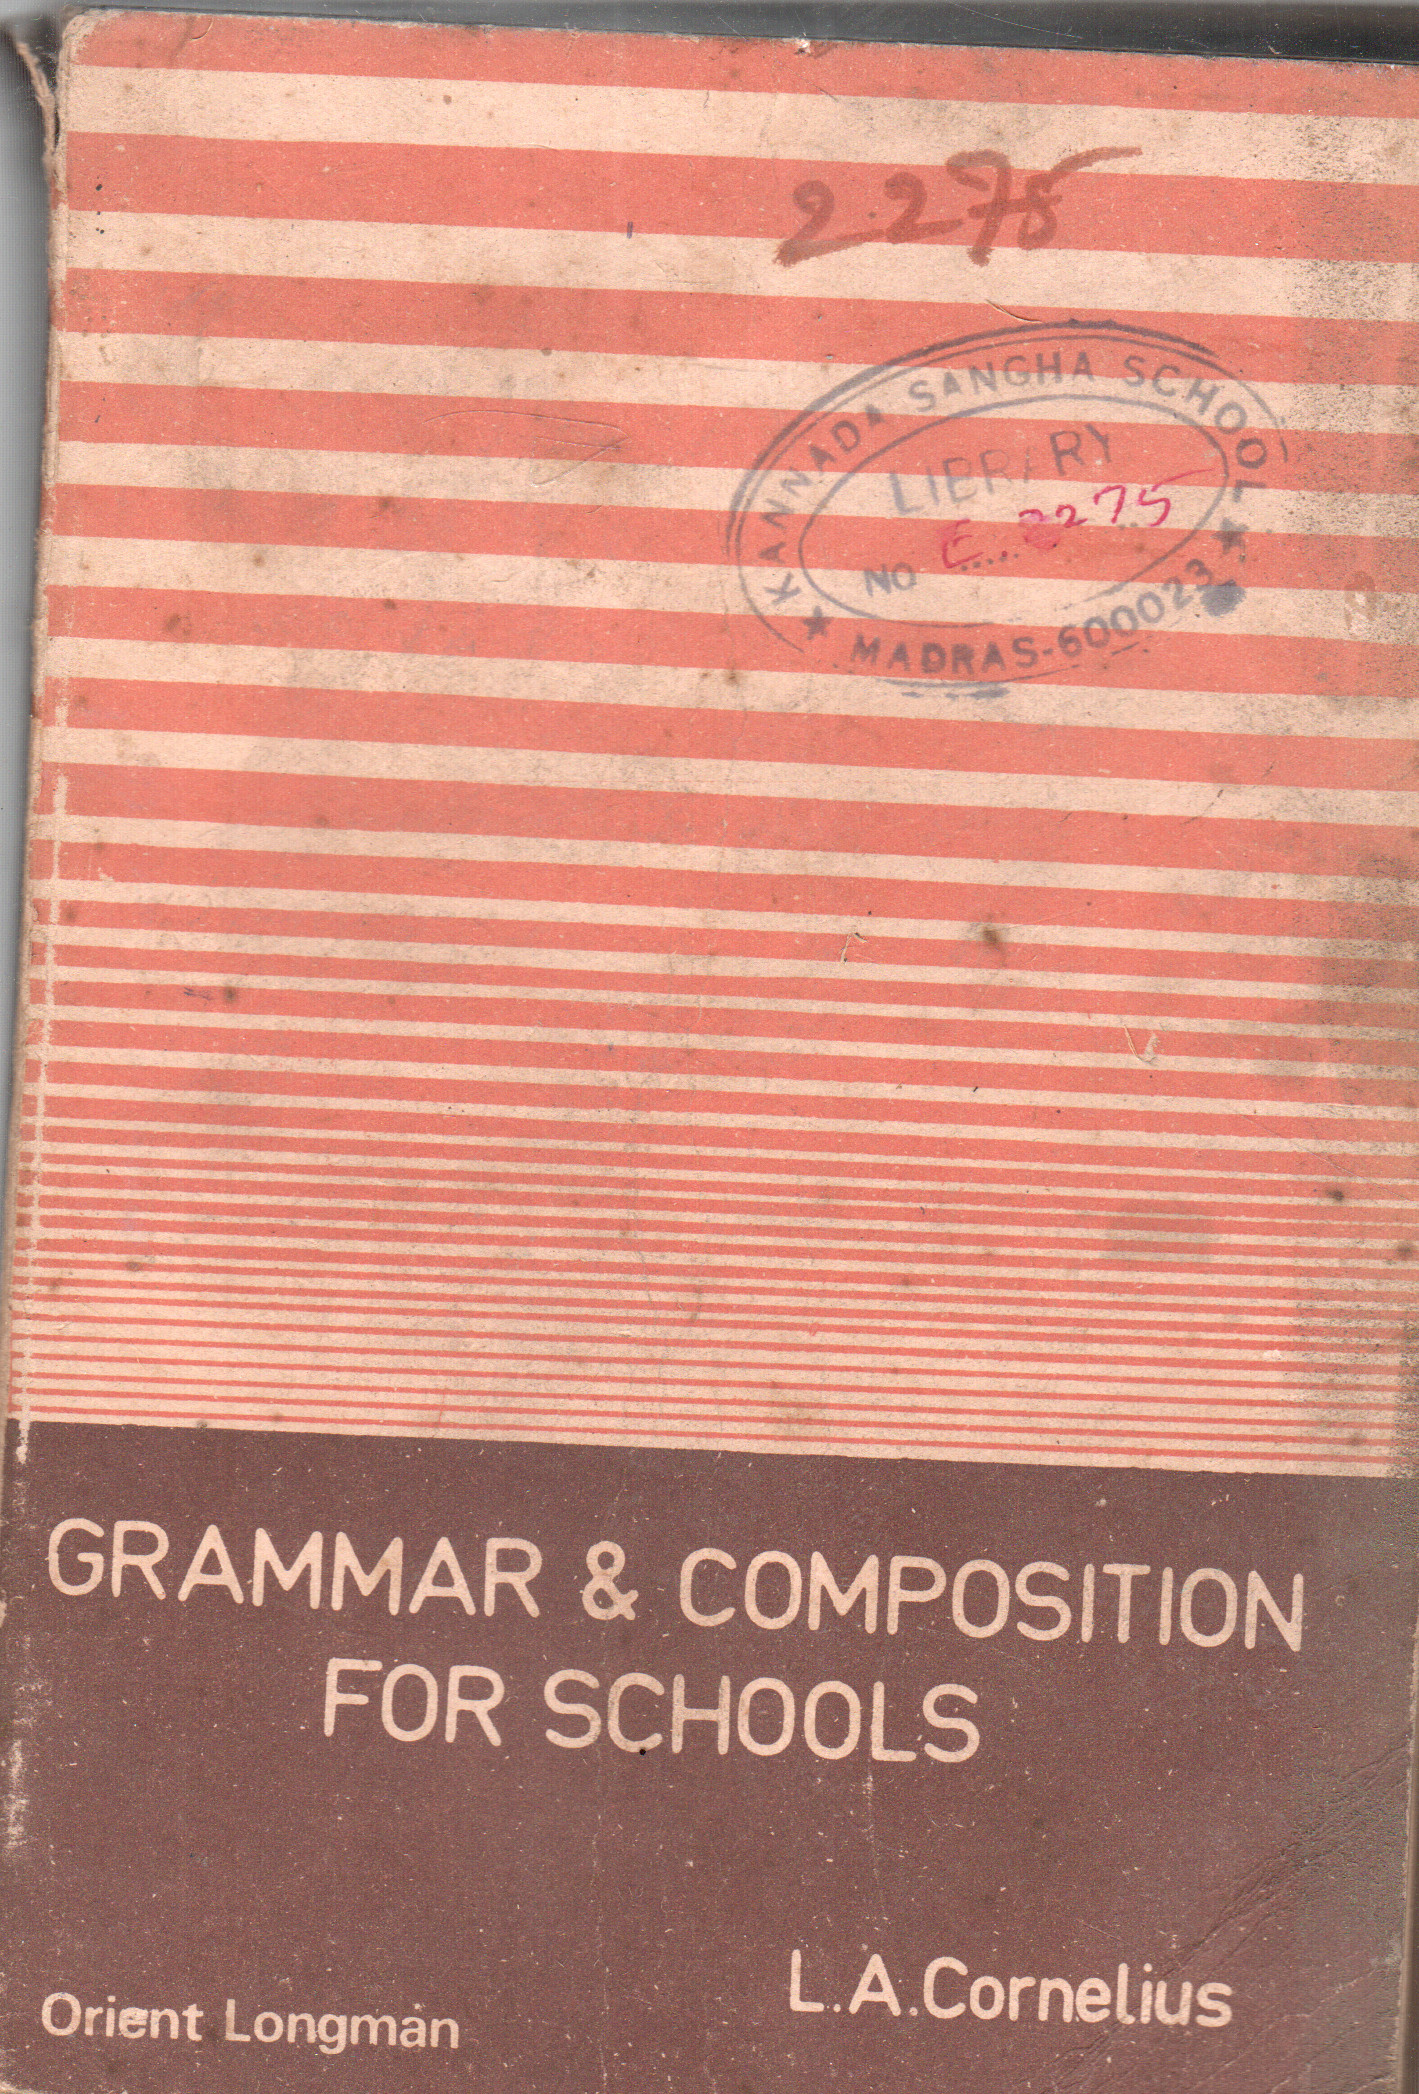 2275
KANNADA SANGHA SCHOOL
LIBRARY
NO E...2275
MADRAS-600023
GRAMMAR & COMPOSITION
FOR SCHOOLS
L.A.Cornelius
Orient Longman